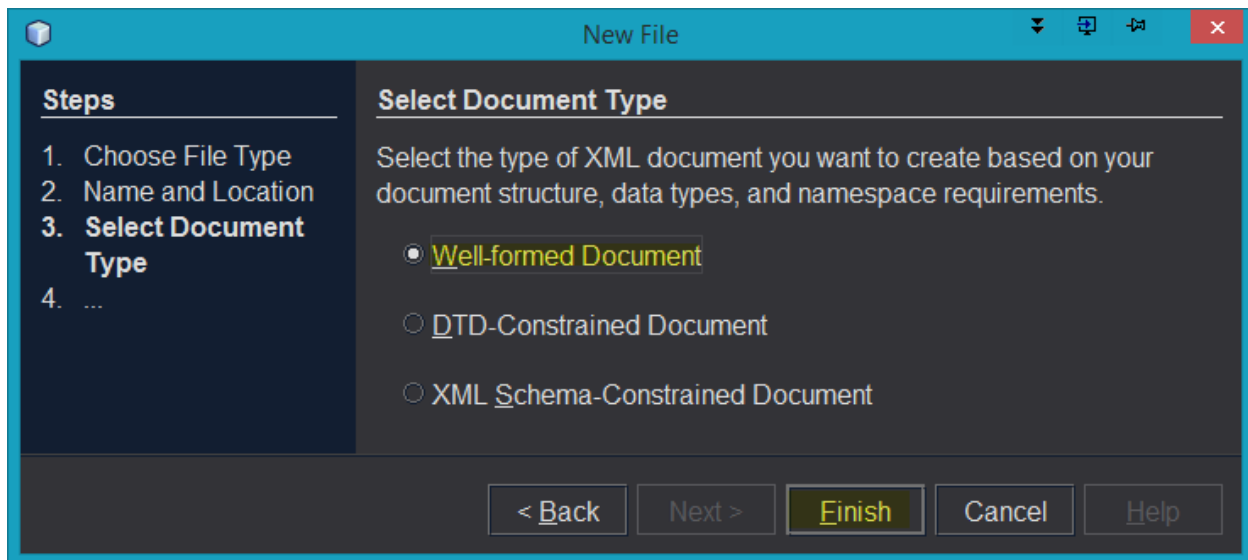 New File
Steps
1. Choose File Type
2. Name and Location
3. Select Document
Type
4. ...
Select Document Type
Select the type of XML document you want to create based on your
document structure, data types, and namespace requirements.
Well-formed Document
DTD-Constrained Document
XML Schema-Constrained Document
< Back Next > Finish Cancel Help